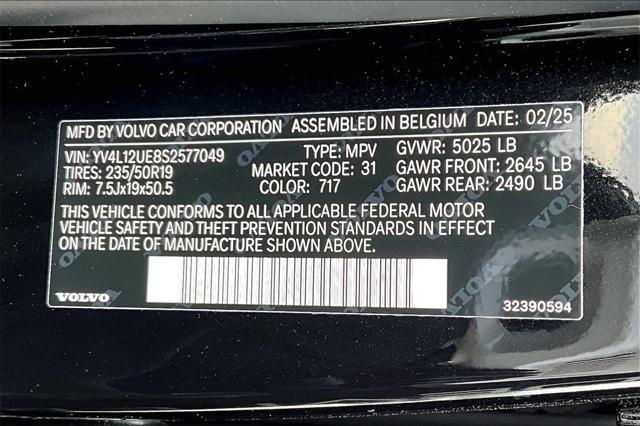 MFD BY VOLVO CAR CORPORATION ASSEMBLED IN BELGIUM DATE: 02/25
VIN: YV4L12UE8S2577049 TYPE: MPV GVWR: 5025 LB
TIRES: 235/50R19 MARKET CODE: 31 GAWR FRONT: 2645 LB
RIM: 7.5Jx19x50.5 COLOR: 717 GAWR REAR: 2490 LB
THIS VEHICLE CONFORMS TO ALL APPLICABLE FEDERAL MOTOR
VEHICLE SAFETY AND THEFT PREVENTION STANDARDS IN EFFECT
ON THE DATE OF MANUFACTURE SHOWN ABOVE.
VOLVO 32390594